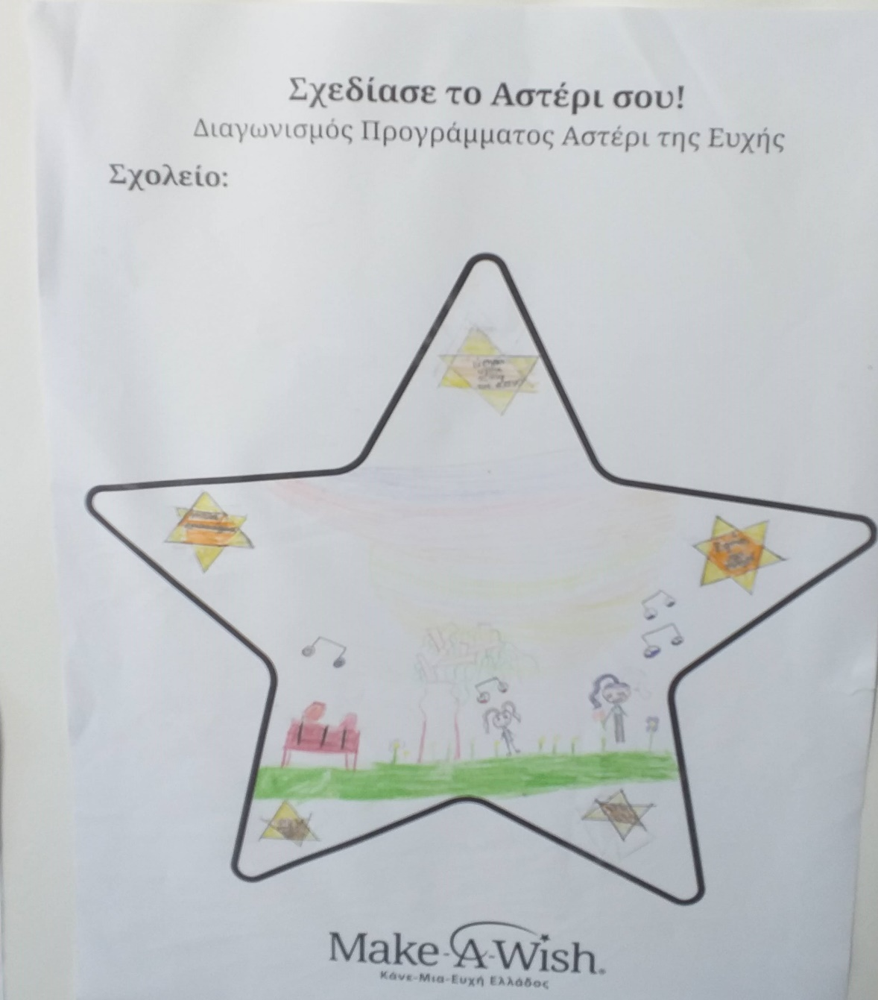 Σχεδίασε το Αστέρι σου!
Διαγωνισμός Προγράμματος Αστέρι της Ευχής
Σχολείο:
Make-A-Wish®
Κάνε-Μια-Ευχή Ελλάδος